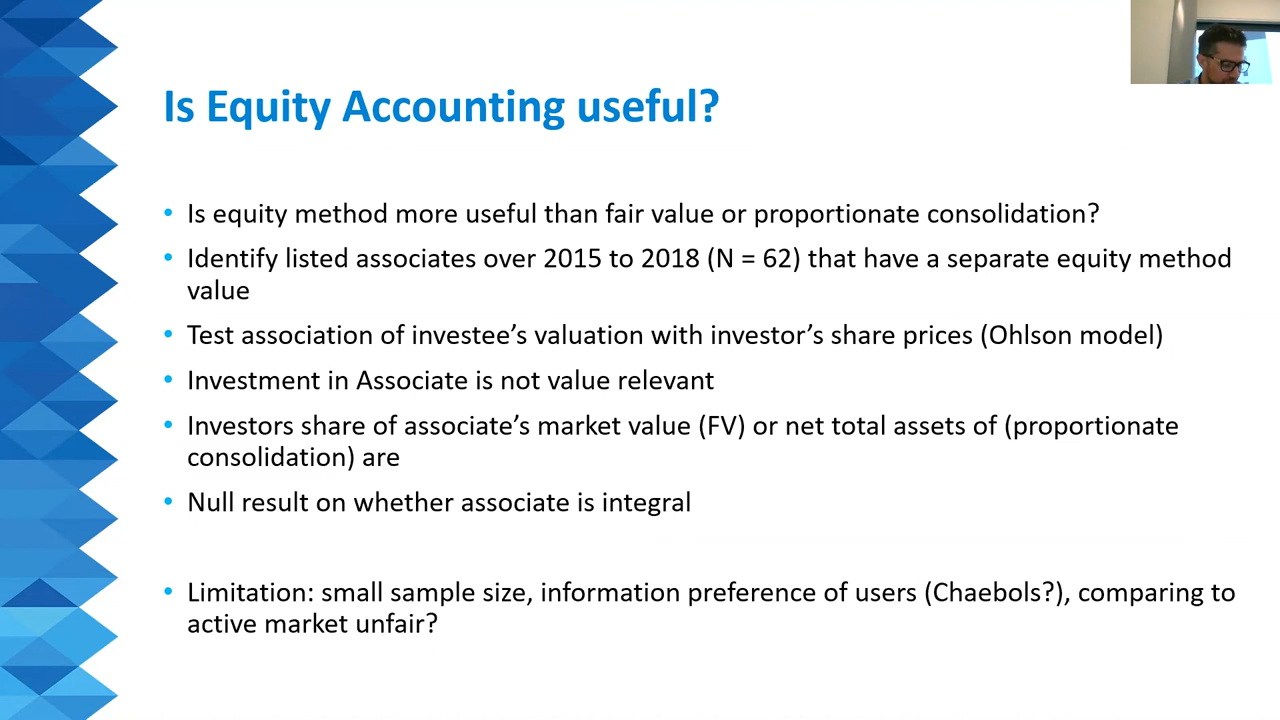 Is Equity Accounting useful?
• Is equity method more useful than fair value or proportionate consolidation?
• Identify listed associates over 2015 to 2018 (N = 62) that have a separate equity method
value
• Test association of investee’s valuation with investor’s share prices (Ohlson model)
• Investment in Associate is not value relevant
• Investors share of associate’s market value (FV) or net total assets of (proportionate
consolidation) are
• Null result on whether associate is integral
• Limitation: small sample size, information preference of users (Chaebols?), comparing to
active market unfair?